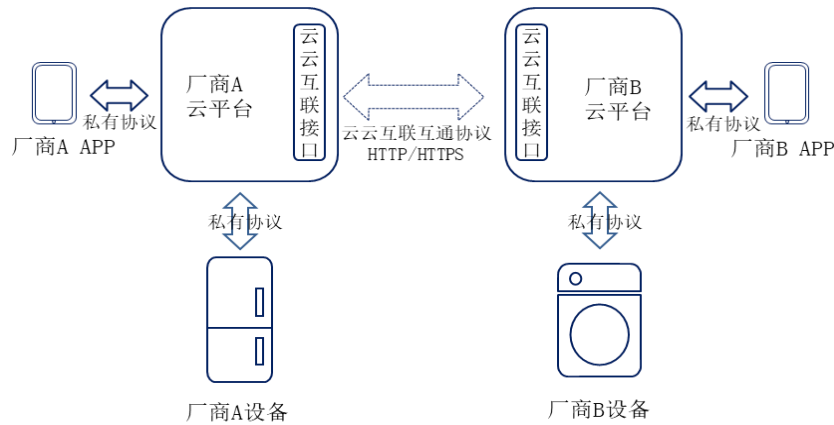 厂商A
云平台
云云互联接口
云云互联接口
厂商B
云平台
私有协议
厂商A APP
云云互联互通协议
HTTP/HTTPS
私有协议
厂商B APP
私有协议
私有协议
厂商A设备
厂商B设备